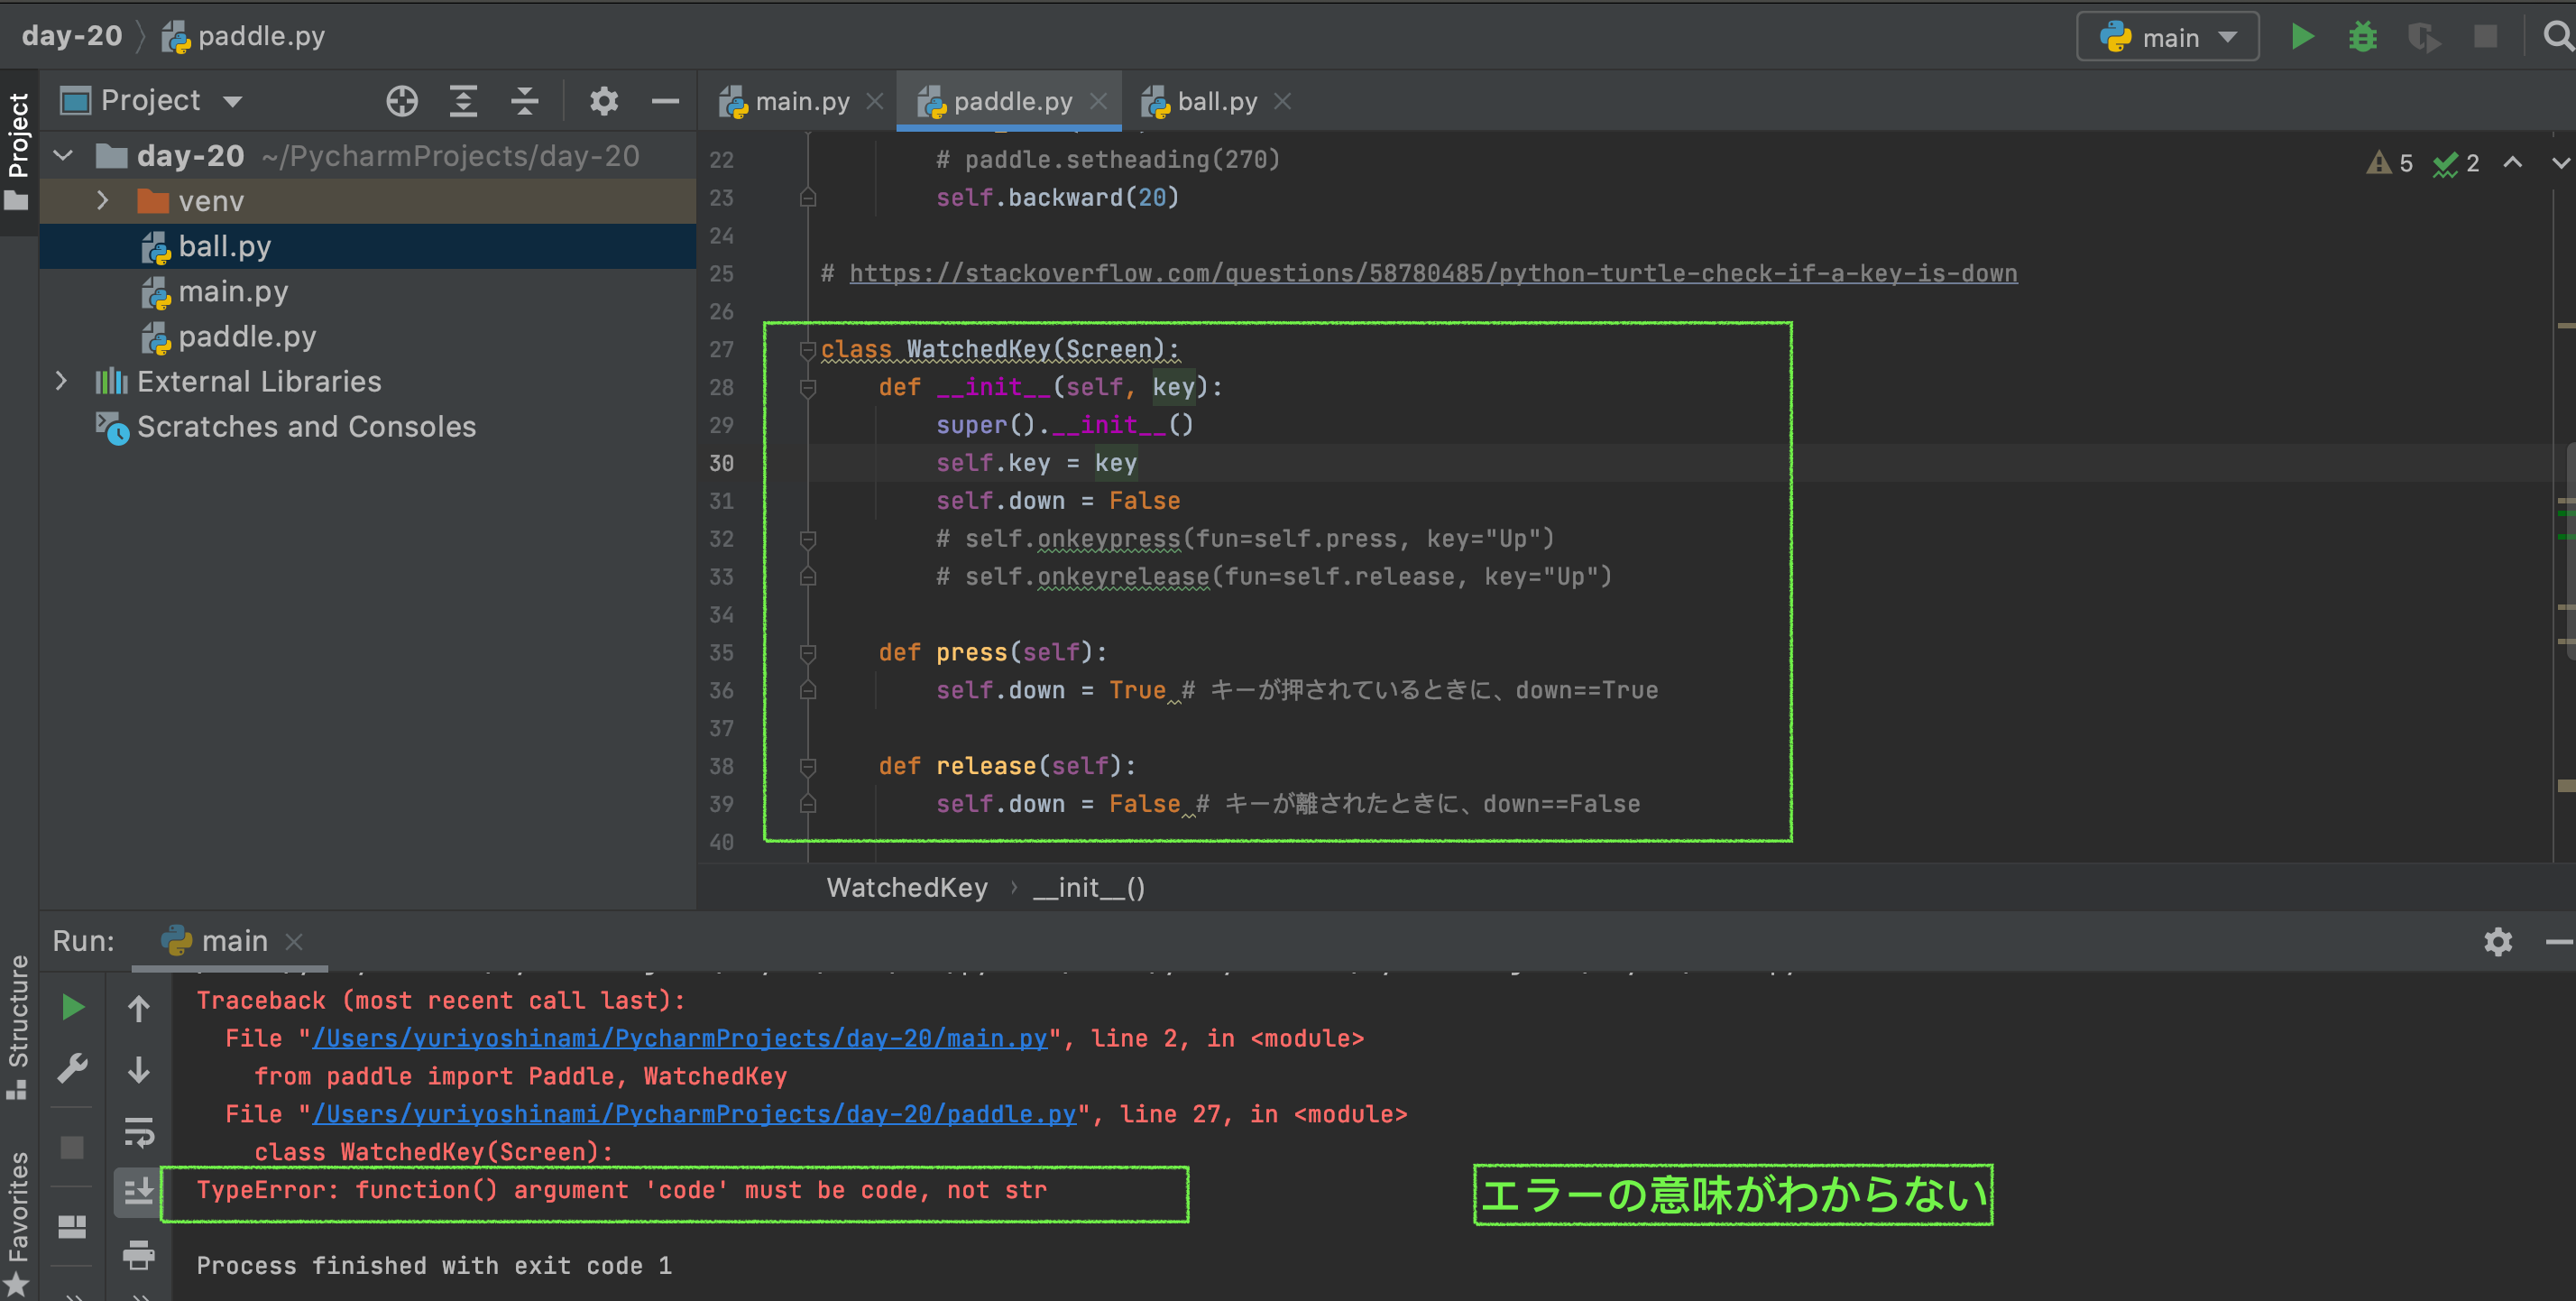 day-20 paddle.py
main
Project
Project
main.py
paddle.py
ball.py
day-20 ~/PycharmProjects/day-20
venv
ball.py
main.py
paddle.py
External Libraries
Scratches and Consoles
5 2
22 # paddle.setheading(270)
23 self.backward(20)
24
25 # https://stackoverflow.com/questions/58780485/python-turtle-check-if-a-key-is-down
26
27 class WatchedKey(Screen):
28 def __init__(self, key):
29 super().__init__()
30 self.key = key
31 self.down = False
32 # self.onkeypress(fun=self.press, key="Up")
33 # self.onkeyrelease(fun=self.release, key="Up")
34
35 def press(self):
36 self.down = True # キーが押されているときに、down==True
37
38 def release(self):
39 self.down = False # キーが離されたときに、down==False
40
WatchedKey › __init__()
Run: main
Structure
Favorites
Traceback (most recent call last):
File "/Users/yuriyoshinami/PycharmProjects/day-20/main.py", line 2, in <module>
from paddle import Paddle, WatchedKey
File "/Users/yuriyoshinami/PycharmProjects/day-20/paddle.py", line 27, in <module>
class WatchedKey(Screen):
TypeError: function() argument 'code' must be code, not str
エラーの意味がわからない
Process finished with exit code 1